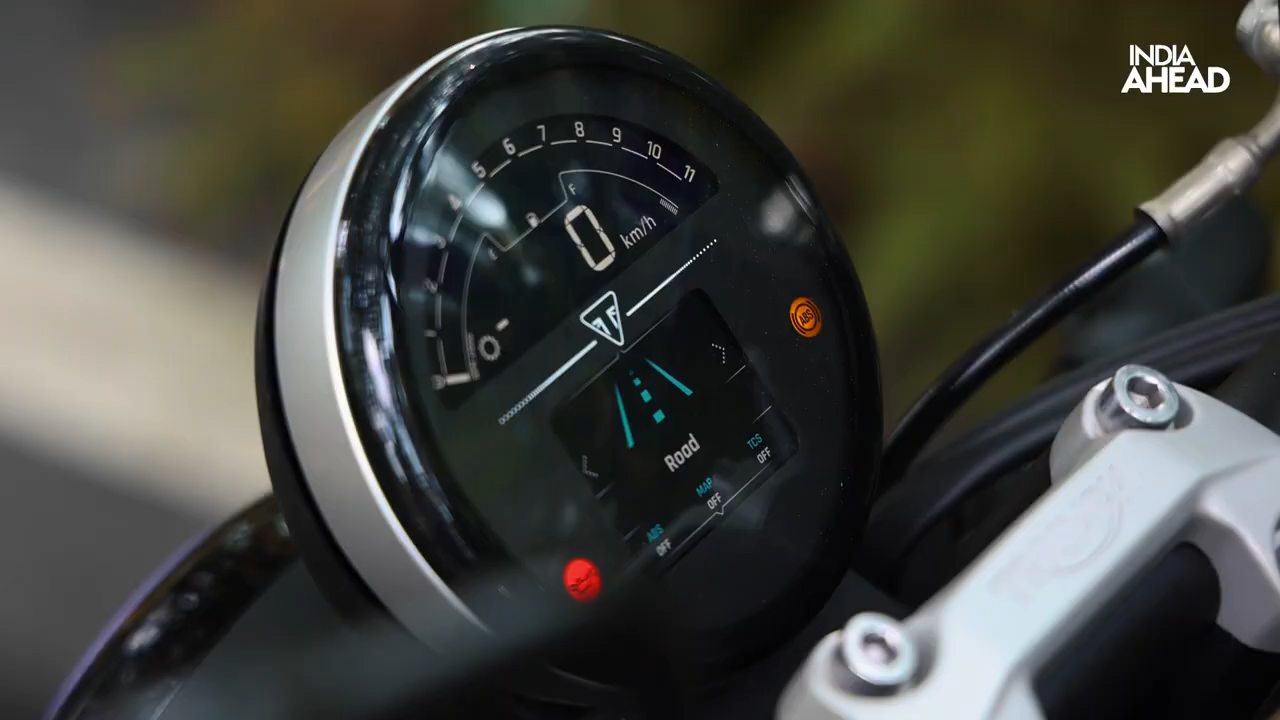 INDIA
AHEAD
5 6 7 8 9 10 11
F
0 km/h
ABS
Road
TCS
OFF
MAP
OFF
ABS
OFF